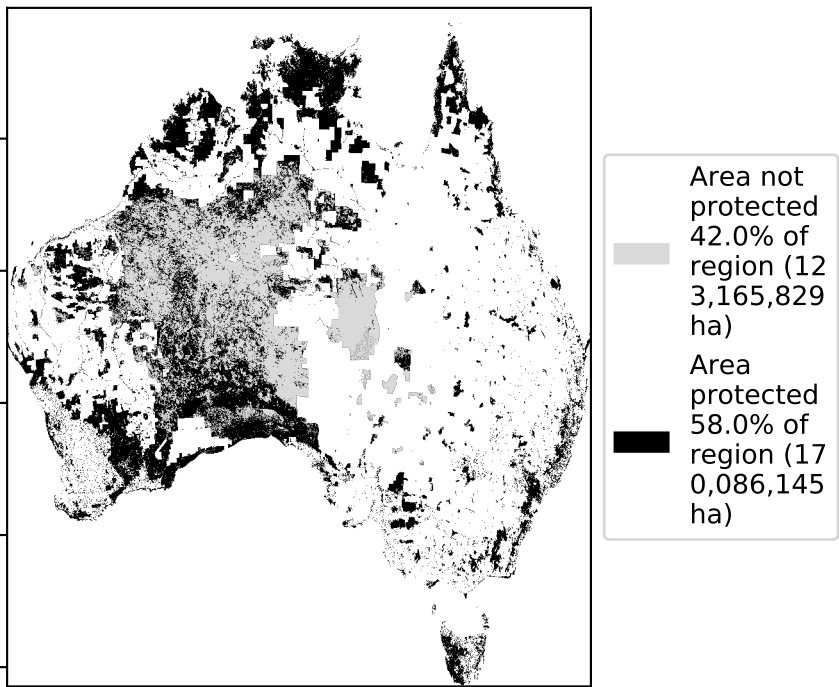 Area not
protected
42.0% of
region (12
3,165,829
ha)
Area
protected
58.0% of
region (17
0,086,145
ha)